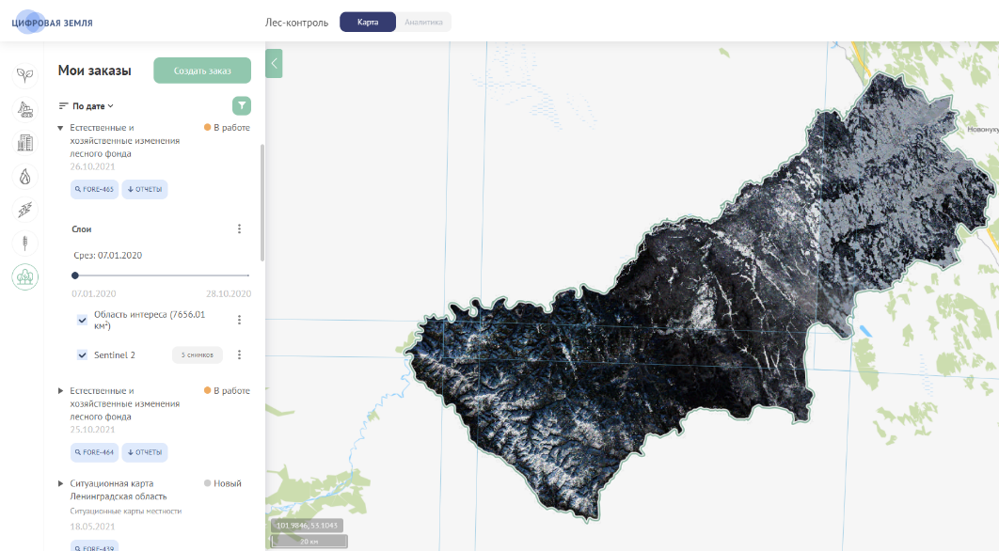 ЦИФРОВАЯ ЗЕМЛЯ
Лес-контроль
Карта
Аналитика
Мои заказы
Создать заказ
По дате
Естественные и
хозяйственные изменения
лесного фонда
В работе
26.10.2021
FORE-465
ОТЧЕТЫ
Слои
Срез: 07.01.2020
07.01.2020
28.10.2020
Область интереса (7656.01
км²)
Sentinel 2
5 снимков
Естественные и
хозяйственные изменения
лесного фонда
В работе
25.10.2021
FORE-464
ОТЧЕТЫ
Ситуационная карта
Ленинградская область
Новый
Ситуационные карты местности
18.05.2021
FORE-439
Новонуку
101.9846, 53.1043
20 км